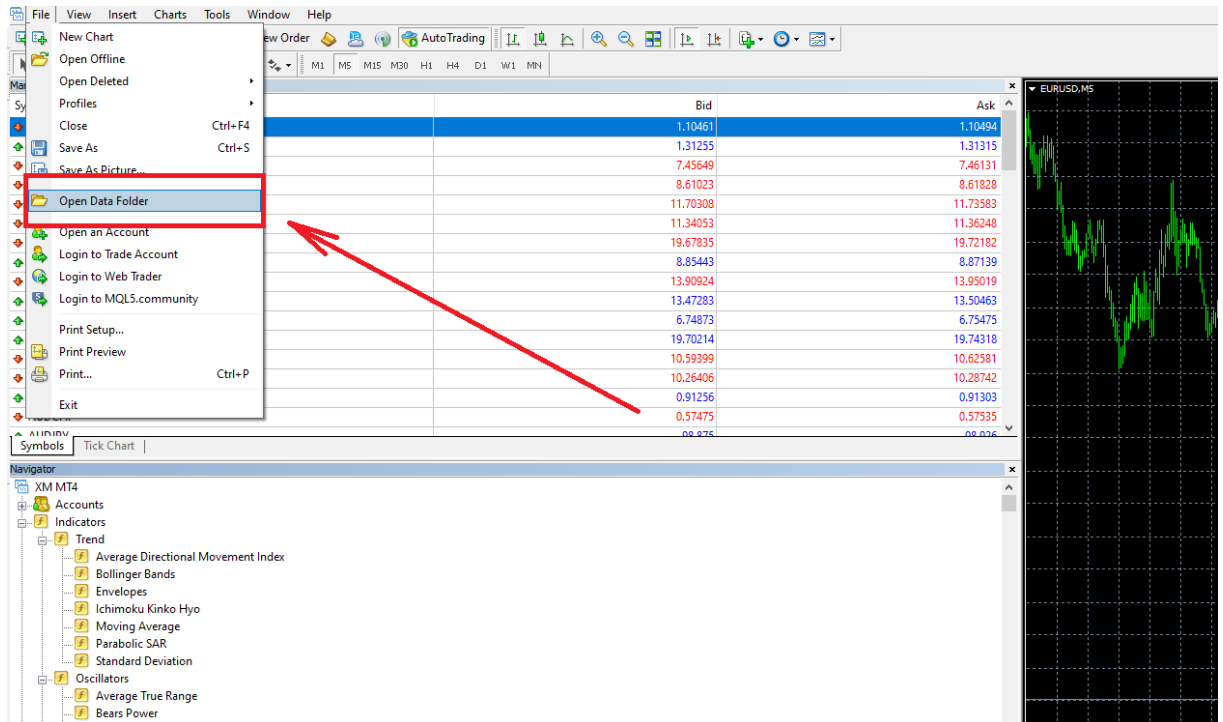 File View Insert Charts Tools Window Help
New Chart
ew Order AutoTrading
Open Offline
M1 M5 M15 M30 H1 H4 D1 W1 MN
Open Deleted
EURUSD,M5
Profiles
Bid Ask
Close Ctrl+F4
1.10461 1.10494
Save As Ctrl+S
1.31255 1.31315
Save As Picture...
7.45649 7.46131
8.61023 8.61828
Open Data Folder
11.70308 11.73583
11.34053 11.36248
Open an Account
19.67835 19.72182
Login to Trade Account
8.85443 8.87139
Login to Web Trader
13.90924 13.95019
Login to MQL5.community
13.47283 13.50463
6.74873 6.75475
Print Setup...
19.70214 19.74318
Print Preview
10.59399 10.62581
Print... Ctrl+P
10.26406 10.28742
0.91256 0.91303
Exit
0.57475 0.57535
AUDJPY 98.875 98.926
Symbols Tick Chart
Navigator
XM MT4
Accounts
Indicators
Trend
Average Directional Movement Index
Bollinger Bands
Envelopes
Ichimoku Kinko Hyo
Moving Average
Parabolic SAR
Standard Deviation
Oscillators
Average True Range
Bears Power